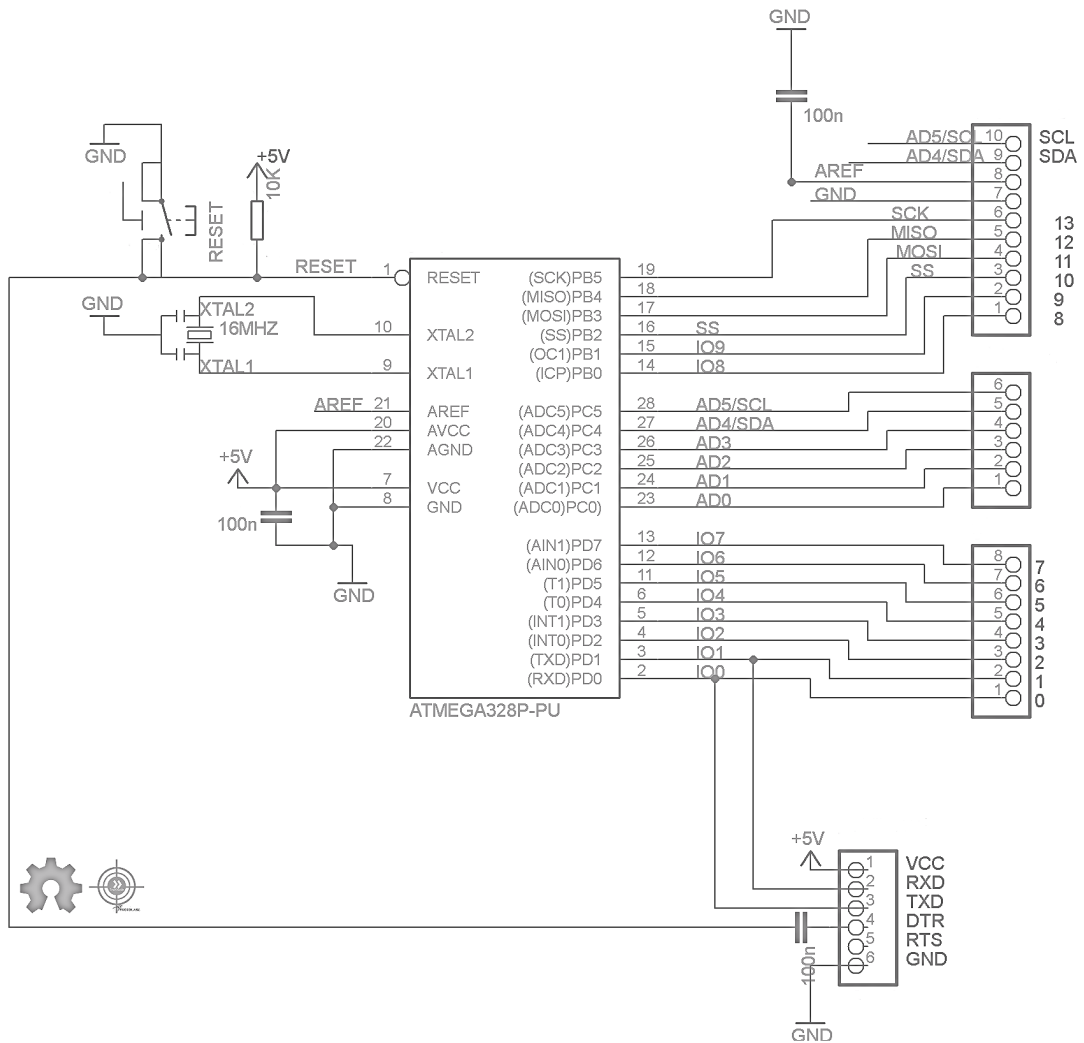 GND
100n
AD5/SCL 10 SCL
AD4/SDA 9 SDA
AREF 8
GND 7
SCK 6 13
MISO 5 12
MOSI 4 11
SS 3 10
2 9
1 8
GND
+5V
10K
RESET
RESET 1
GND
XTAL2
16MHZ
XTAL1
10
9
AREF 21
20
22
+5V
7
8
100n
GND
RESET
XTAL2
XTAL1
AREF
AVCC
AGND
VCC
GND
(SCK)PB5 19
(MISO)PB4 18
(MOSI)PB3 17
(SS)PB2 16 SS
(OC1)PB1 15 IO9
(ICP)PB0 14 IO8
(ADC5)PC5 28 AD5/SCL
(ADC4)PC4 27 AD4/SDA
(ADC3)PC3 26 AD3
(ADC2)PC2 25 AD2
(ADC1)PC1 24 AD1
(ADC0)PC0) 23 AD0
(AIN1)PD7 13 IO7
(AIN0)PD6 12 IO6
(T1)PD5 11 IO5
(T0)PD4 6 IO4
(INT1)PD3 5 IO3
(INT0)PD2 4 IO2
(TXD)PD1 3 IO1
(RXD)PD0 2 IO0
ATMEGA328P-PU
6
5
4
3
2
1
8 7
7 6
6 5
5 4
4 3
3 2
2 1
1 0
+5V
1 VCC
2 RXD
3 TXD
4 DTR
5 RTS
6 GND
100n
GND